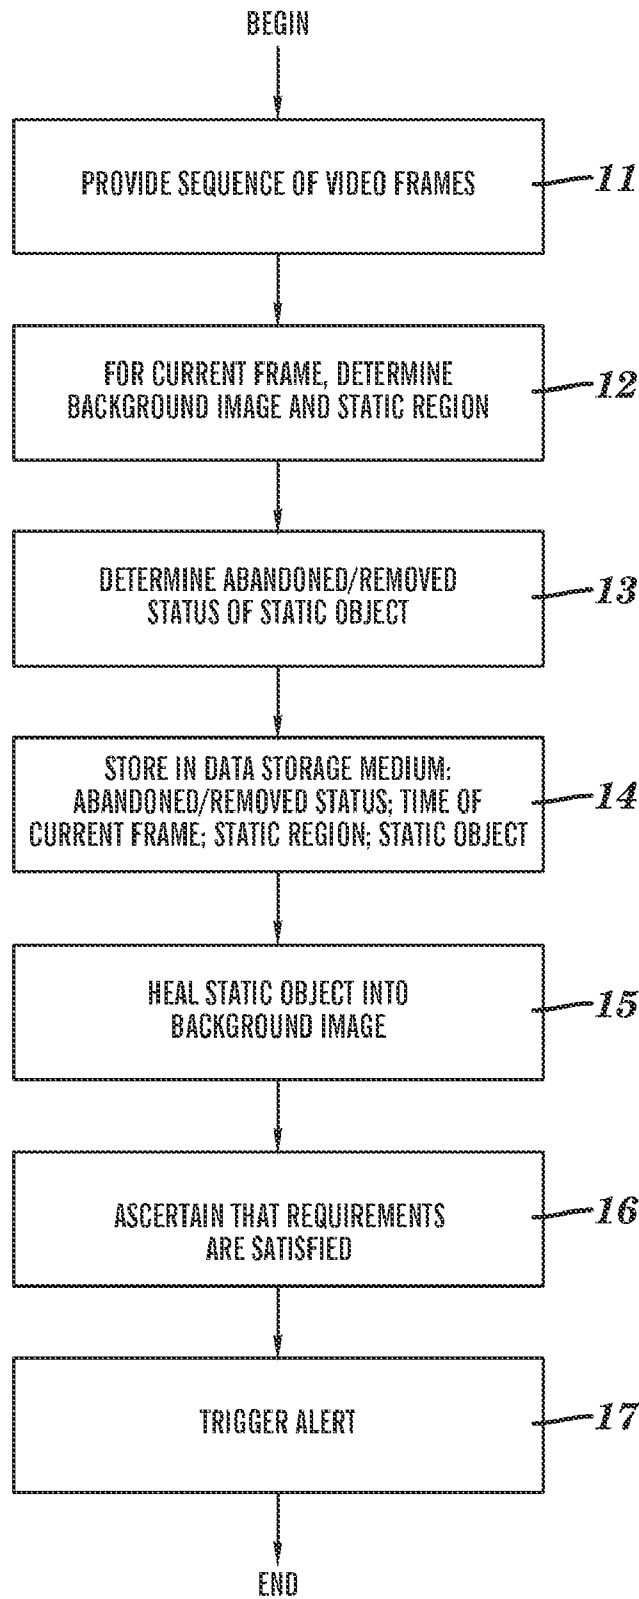 BEGIN
PROVIDE SEQUENCE OF VIDEO FRAMES
11
FOR CURRENT FRAME, DETERMINE
BACKGROUND IMAGE AND STATIC REGION
12
DETERMINE ABANDONED/REMOVED
STATUS OF STATIC OBJECT
13
STORE IN DATA STORAGE MEDIUM:
ABANDONED/REMOVED STATUS; TIME OF
CURRENT FRAME; STATIC REGION; STATIC OBJECT
14
HEAL STATIC OBJECT INTO
BACKGROUND IMAGE
15
ASCERTAIN THAT REQUIREMENTS
ARE SATISFIED
16
TRIGGER ALERT
17
END